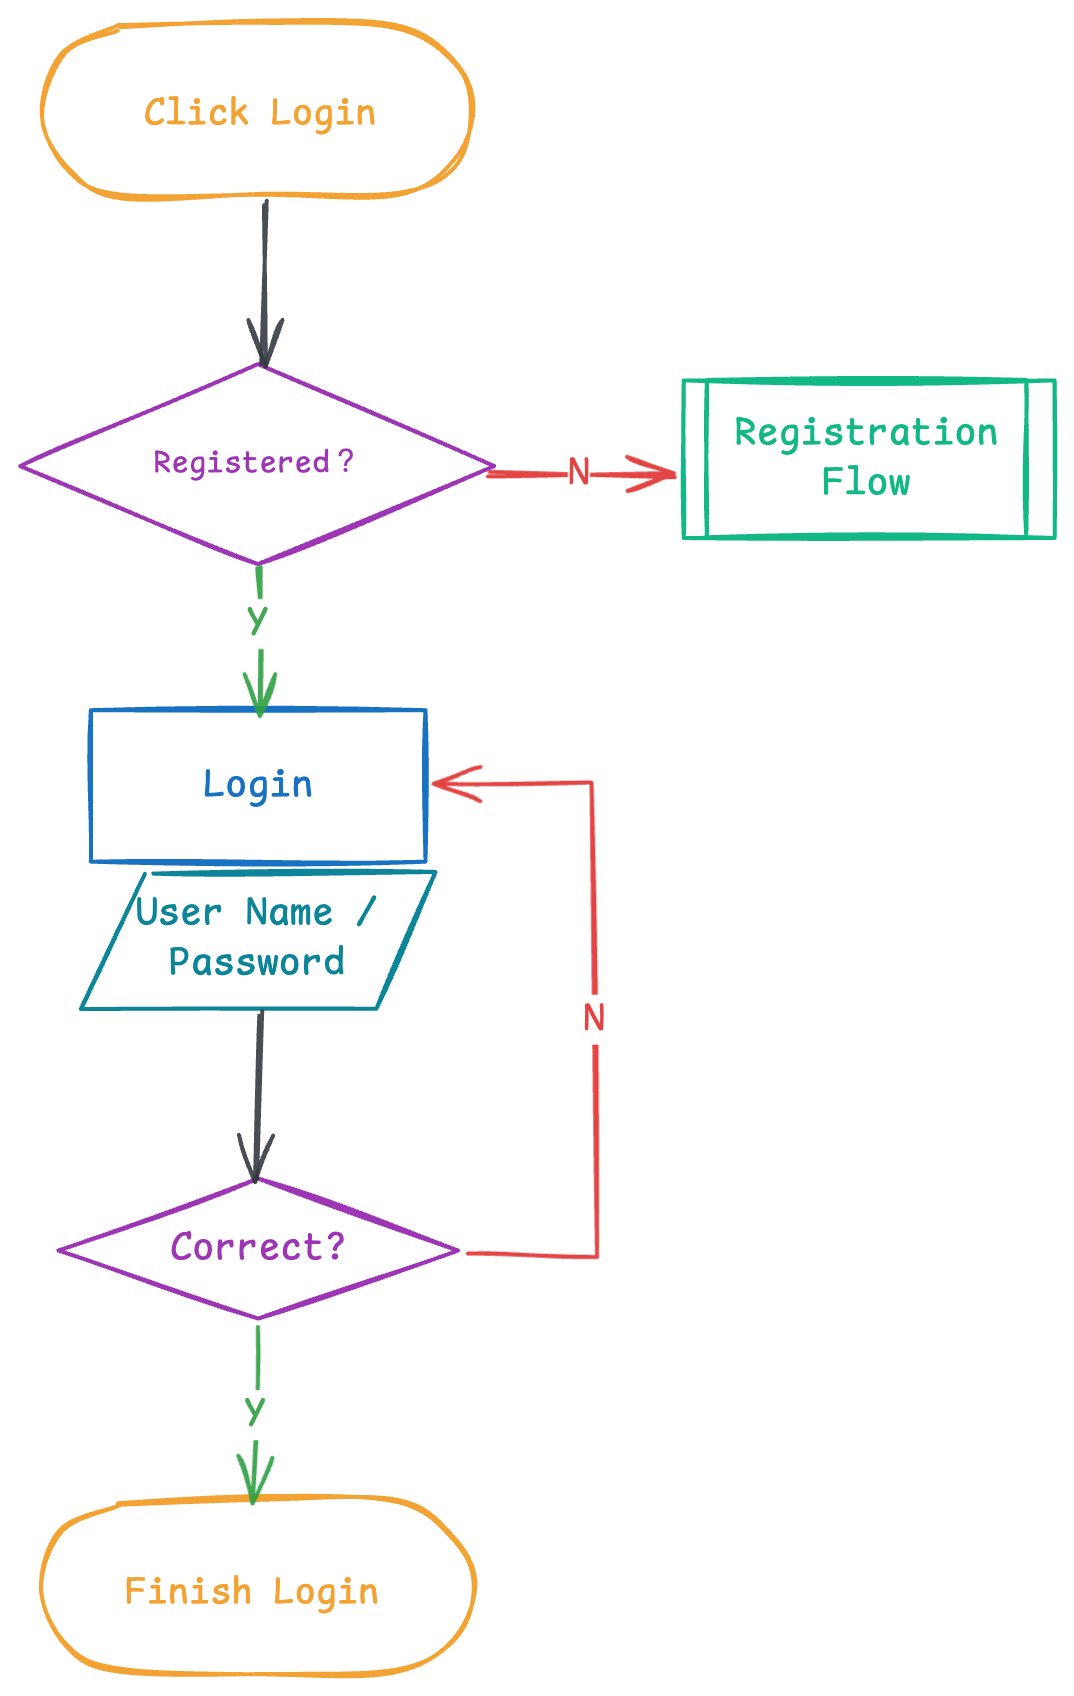 Click Login
Registered?
N
Registration
Flow
y
Login
User Name /
Password
N
Correct?
y
Finish Login